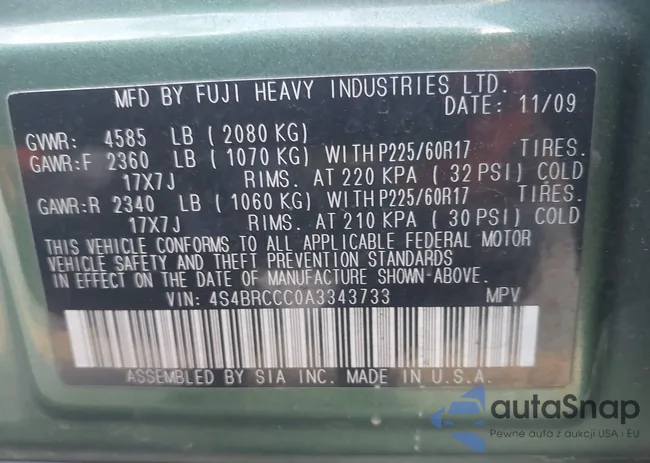 MFD BY FUJI HEAVY INDUSTRIES LTD.
DATE: 11/09
GVWR: 4585 LB (2080 KG)
GAWR:F 2360 LB (1070 KG) WITH P225/60R17 TIRES.
17X7J RIMS. AT 220 KPA (32 PSI) COLD
GAWR:R 2340 LB (1060 KG) WITH P225/60R17 TIRES.
17X7J RIMS. AT 210 KPA (30 PSI) COLD
THIS VEHICLE CONFORMS TO ALL APPLICABLE FEDERAL MOTOR
VEHICLE SAFETY AND THEFT PREVENTION STANDARDS
IN EFFECT ON THE DATE OF MANUFACTURE SHOWN-ABOVE.
VIN: 4S4BRCCC0A3343733 MPV
ASSEMBLED BY SIA INC. MADE IN U.S.A.
autaSnap
Pewne auta z aukcji USA i EU